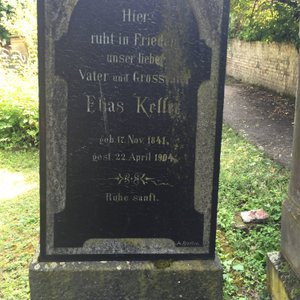 Hier
ruht in Frieden
unser lieber
Vater und Grossvater
Elias Keller
geb. 17. Nov. 1841,
gest. 22. April 1904.
Ruhe sanft.